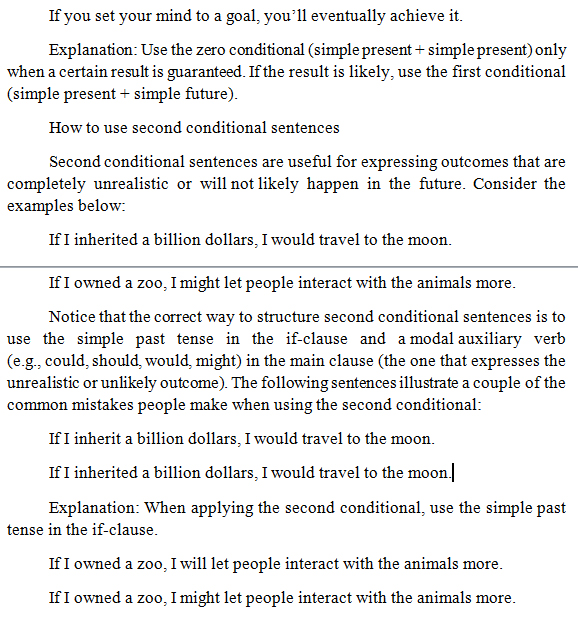 If you set your mind to a goal, you’ll eventually achieve it.
Explanation: Use the zero conditional (simple present + simple present) only
when a certain result is guaranteed. If the result is likely, use the first conditional
(simple present + simple future).
How to use second conditional sentences
Second conditional sentences are useful for expressing outcomes that are
completely unrealistic or will not likely happen in the future. Consider the
examples below:
If I inherited a billion dollars, I would travel to the moon.
If I owned a zoo, I might let people interact with the animals more.
Notice that the correct way to structure second conditional sentences is to
use the simple past tense in the if-clause and a modal auxiliary verb
(e.g., could, should, would, might) in the main clause (the one that expresses the
unrealistic or unlikely outcome). The following sentences illustrate a couple of the
common mistakes people make when using the second conditional:
If I inherit a billion dollars, I would travel to the moon.
If I inherited a billion dollars, I would travel to the moon.
Explanation: When applying the second conditional, use the simple past
tense in the if-clause.
If I owned a zoo, I will let people interact with the animals more.
If I owned a zoo, I might let people interact with the animals more.